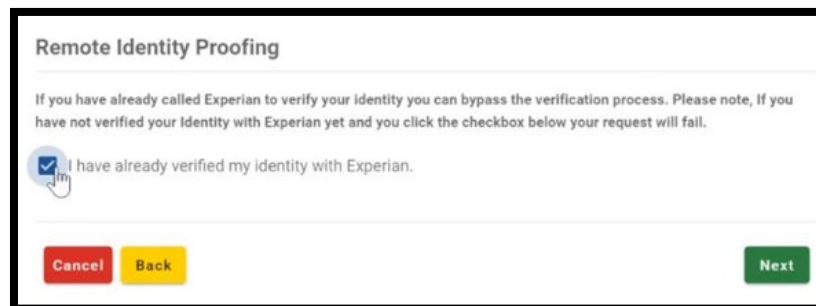 Remote Identity Proofing
If you have already called Experian to verify your identity you can bypass the verification process. Please note, If you
have not verified your Identity with Experian yet and you click the checkbox below your request will fail.
I have already verified my identity with Experian.
Cancel Back Next